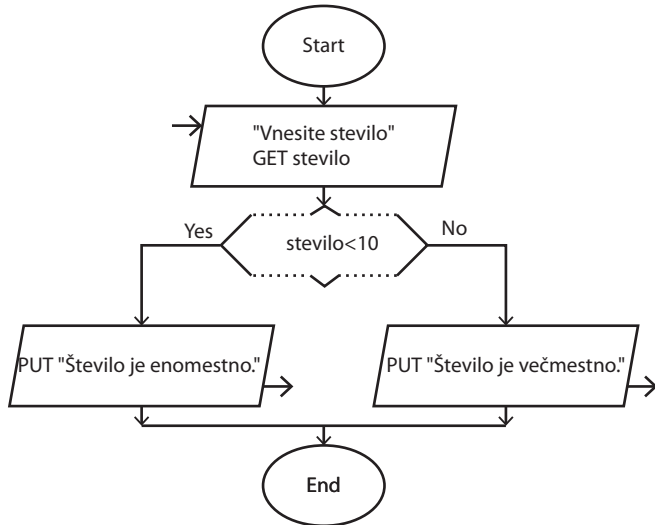 Start
"Vnesite stevilo"
GET stevilo
Yes
stevilo<10
No
PUT "Število je enomestno."
PUT "Število je večmestno."
End